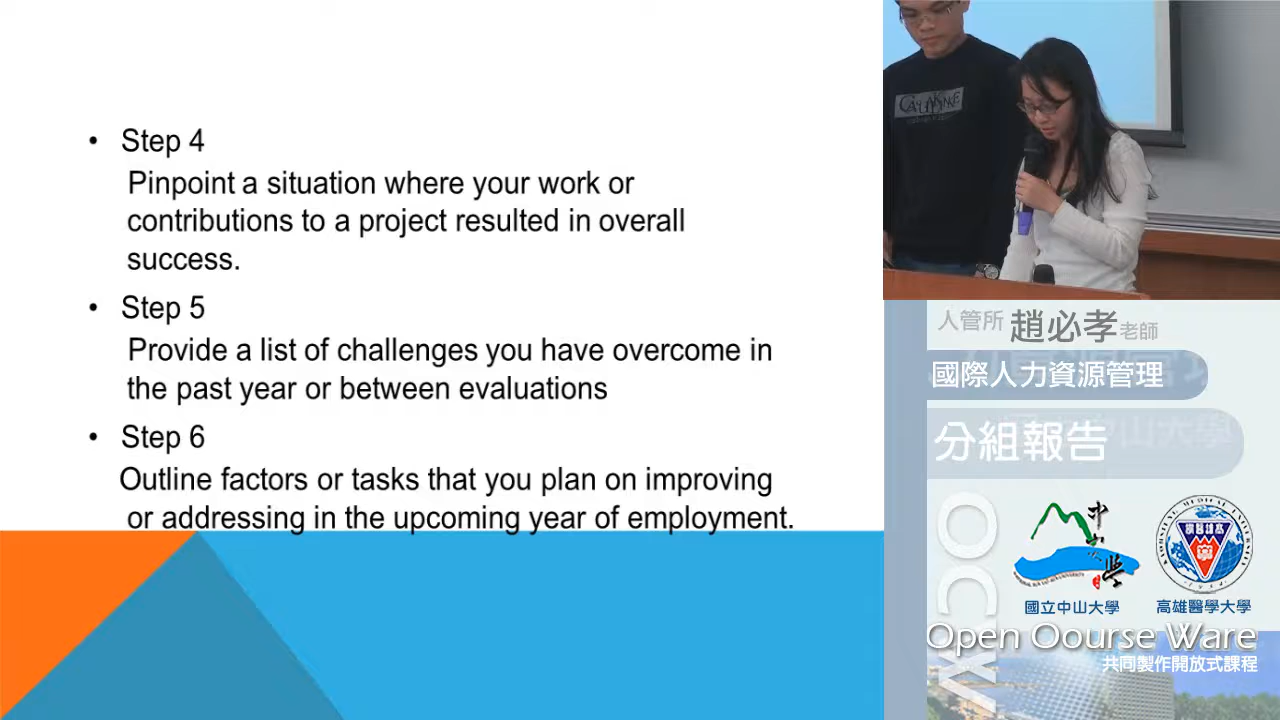 • Step 4
Pinpoint a situation where your work or
contributions to a project resulted in overall
success.
• Step 5
Provide a list of challenges you have overcome in
the past year or between evaluations
• Step 6
Outline factors or tasks that you plan on improving
or addressing in the upcoming year of employment.
人管所 趙必孝老師
國際人力資源管理
分組報告
OCW
國立中山大學
高雄醫學大學
Open Course Ware
共同製作開放式課程